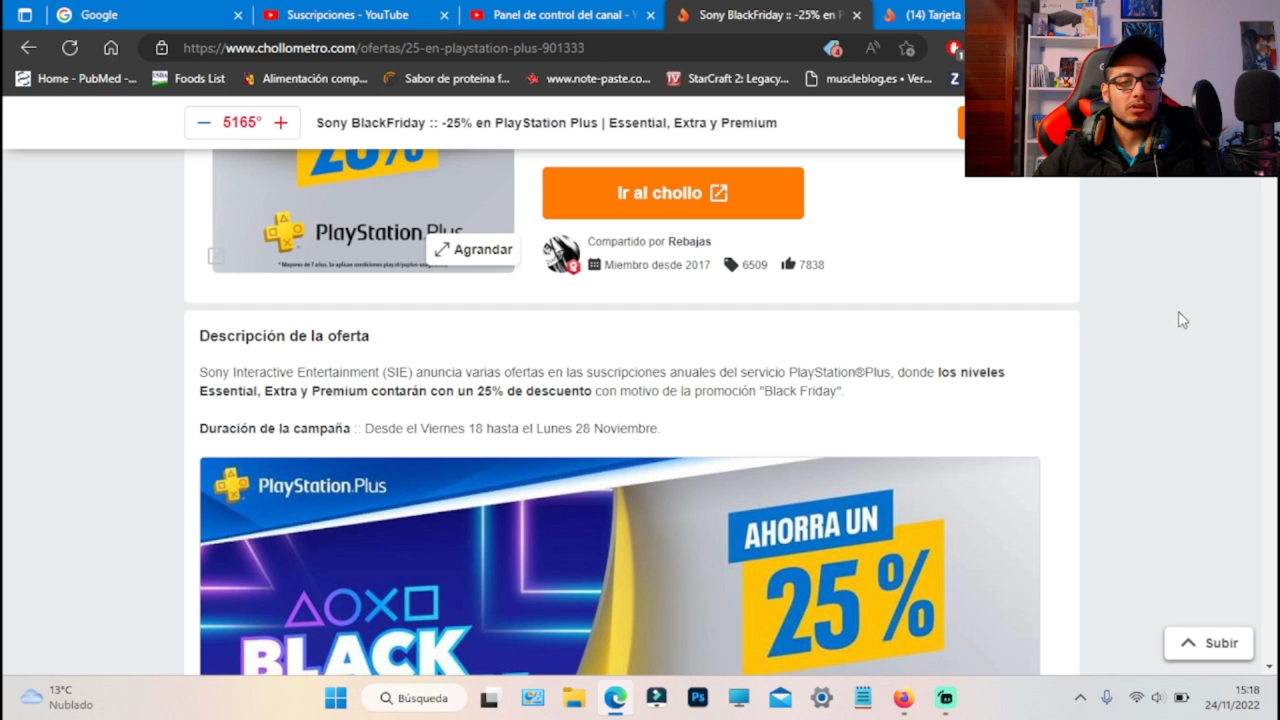 Google
Suscripciones - YouTube
Panel de control del canal -
Sony BlackFriday :: -25% en P
(14) Tarjeta
https://www.chollometro.com/ofertas/25-en-playstation-plus-901333
Home - PubMed -...
Foods List
Alimentación comp...
Sabor de proteina f...
www.note-paste.co...
StarCraft 2: Legacy...
muscleblog.es • Ver...
5165°
Sony BlackFriday :: -25% en PlayStation Plus | Essential, Extra y Premium
PlayStation.Plus
Agrandar
Ir al chollo
Compartido por Rebajas
Miembro desde 2017 6509 7838
Descripción de la oferta
Sony Interactive Entertainment (SIE) anuncia varias ofertas en las suscripciones anuales del servicio PlayStation®Plus, donde los niveles
Essential, Extra y Premium contarán con un 25% de descuento con motivo de la promoción "Black Friday".
Duración de la campaña :: Desde el Viernes 18 hasta el Lunes 28 Noviembre.
PlayStation.Plus
AHORRA UN
25%
BLACK
Subir
13°C
Nublado
Búsqueda
15:18
24/11/2022